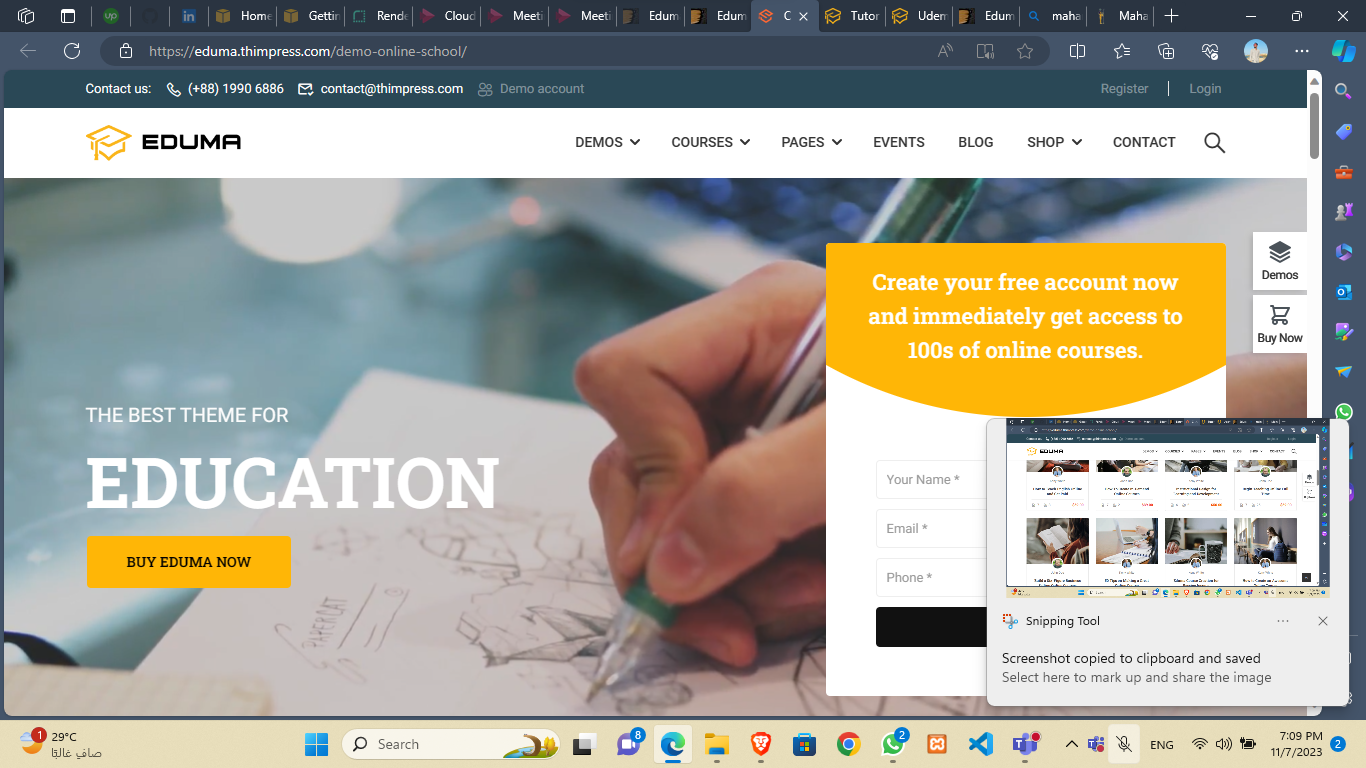 Home
Gettin
Rende
Cloud
Meeti
Meeti
Edum
Edum
C
Tutor
Udem
Edum
maha
Maha
https://eduma.thimpress.com/demo-online-school/
Contact us:
(+88) 1990 6886
contact@thimpress.com
Demo account
Register
Login
EDUMA
DEMOS
COURSES
PAGES
EVENTS
BLOG
SHOP
CONTACT
Demos
Buy Now
Create your free account now
and immediately get access to
100s of online courses.
THE BEST THEME FOR
EDUCATION
BUY EDUMA NOW
Your Name *
Email *
Phone *
Snipping Tool
Screenshot copied to clipboard and saved
Select here to mark up and share the image
1
29°C
صافٍ غالبًا
Search
8
2
ENG
7:09 PM
11/7/2023
2